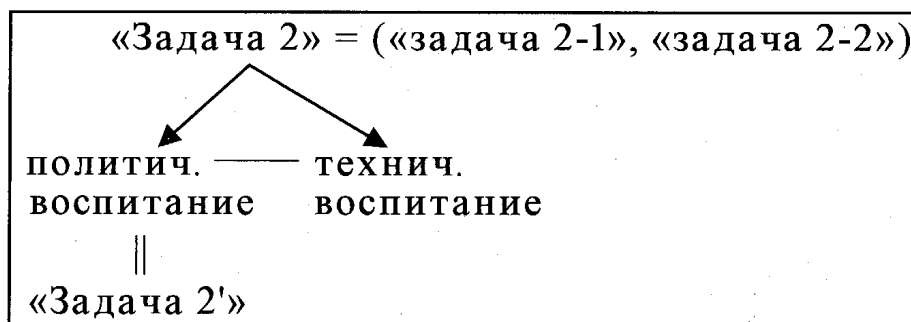 «Задача 2» = («задача 2-1», «задача 2-2»)
политич. — технич.
воспитание воспитание
||
«Задача 2'»